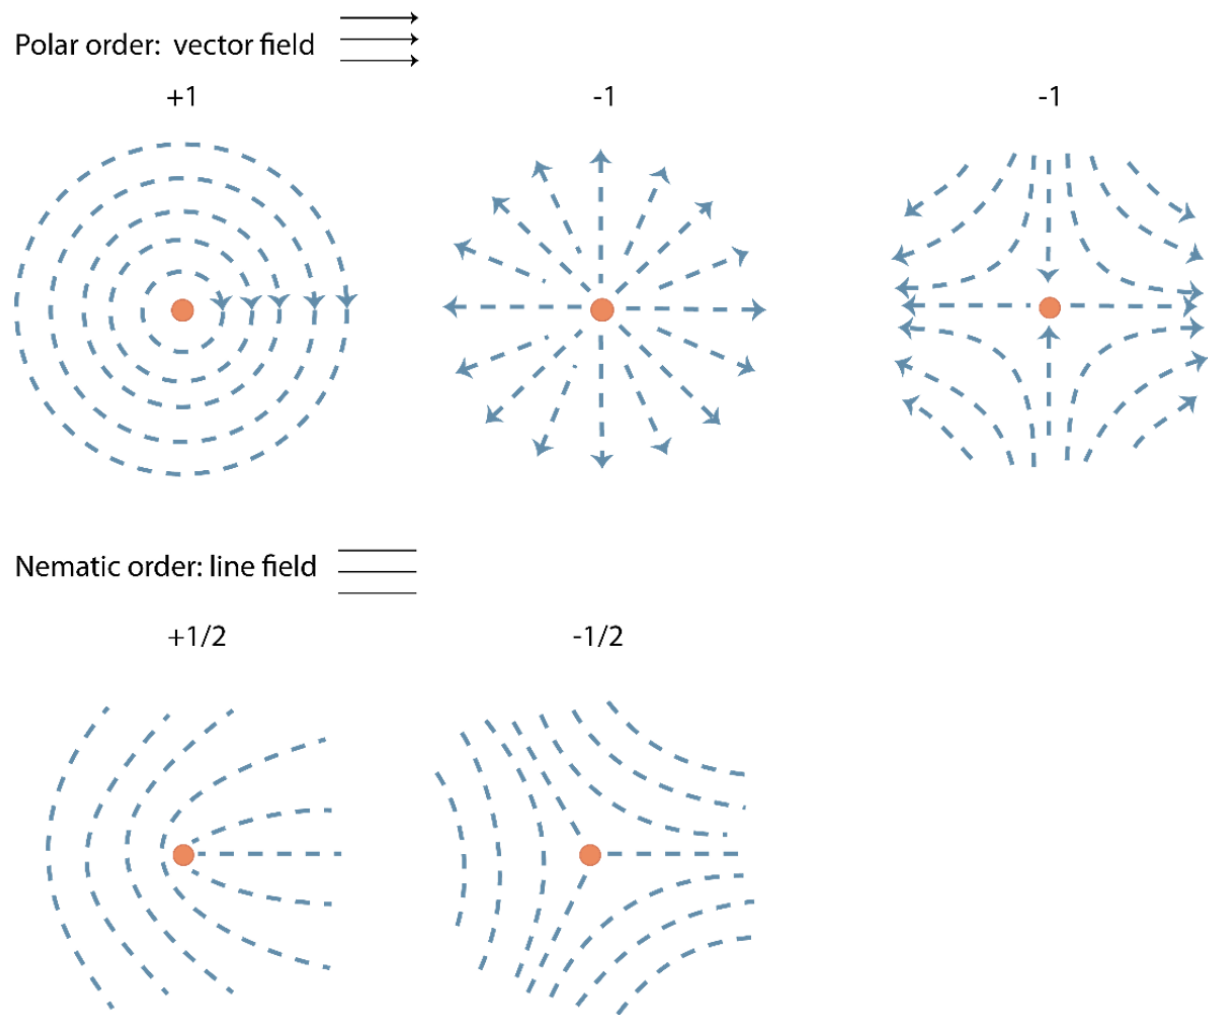 Polar order:  vector field
+1
-1
-1
Nematic order: line field
+1/2
-1/2